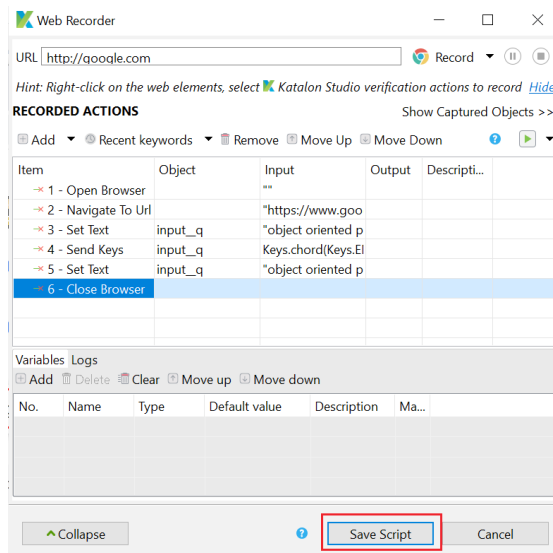 Web Recorder
URL http://google.com Record
Hint: Right-click on the web elements, select Katalon Studio verification actions to record Hide
RECORDED ACTIONS Show Captured Objects >>
Add Recent keywords Remove Move Up Move Down
Item Object Input Output Descripti...
1 - Open Browser ""
2 - Navigate To Url "https://www.goo
3 - Set Text input__q "object oriented p
4 - Send Keys input__q Keys.chord(Keys.El
5 - Set Text input__q "object oriented p
6 - Close Browser
Variables Logs
Add Delete Clear Move up Move down
No. Name Type Default value Description Ma...
Collapse Save Script Cancel